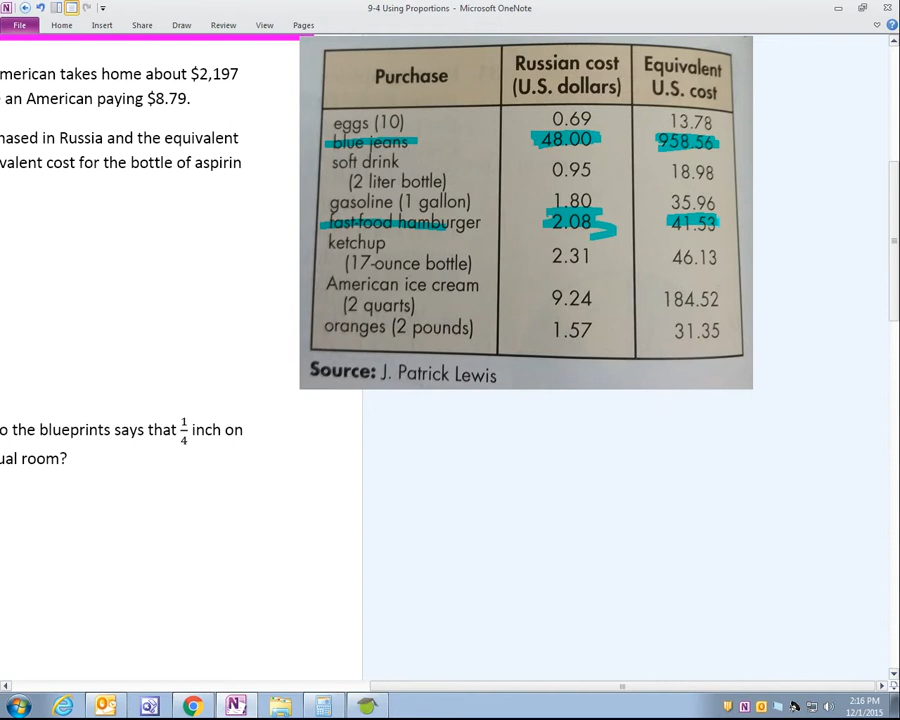 9-4 Using Proportions - Microsoft OneNote
File Home Insert Share Draw Review View Pages
merican takes home about $2,197
an American paying $8.79.
hased in Russia and the equivalent
valent cost for the bottle of aspirin
Purchase Russian cost (U.S. dollars) Equivalent U.S. cost
eggs (10) 0.69 13.78
blue jeans 48.00 958.56
soft drink
(2 liter bottle) 0.95 18.98
gasoline (1 gallon) 1.80 35.96
fast-food hamburger 2.08 41.53
ketchup
(17-ounce bottle) 2.31 46.13
American ice cream
(2 quarts) 9.24 184.52
oranges (2 pounds) 1.57 31.35
Source: J. Patrick Lewis
o the blueprints says that 1/4 inch on
ual room?
2:16 PM
12/1/2015